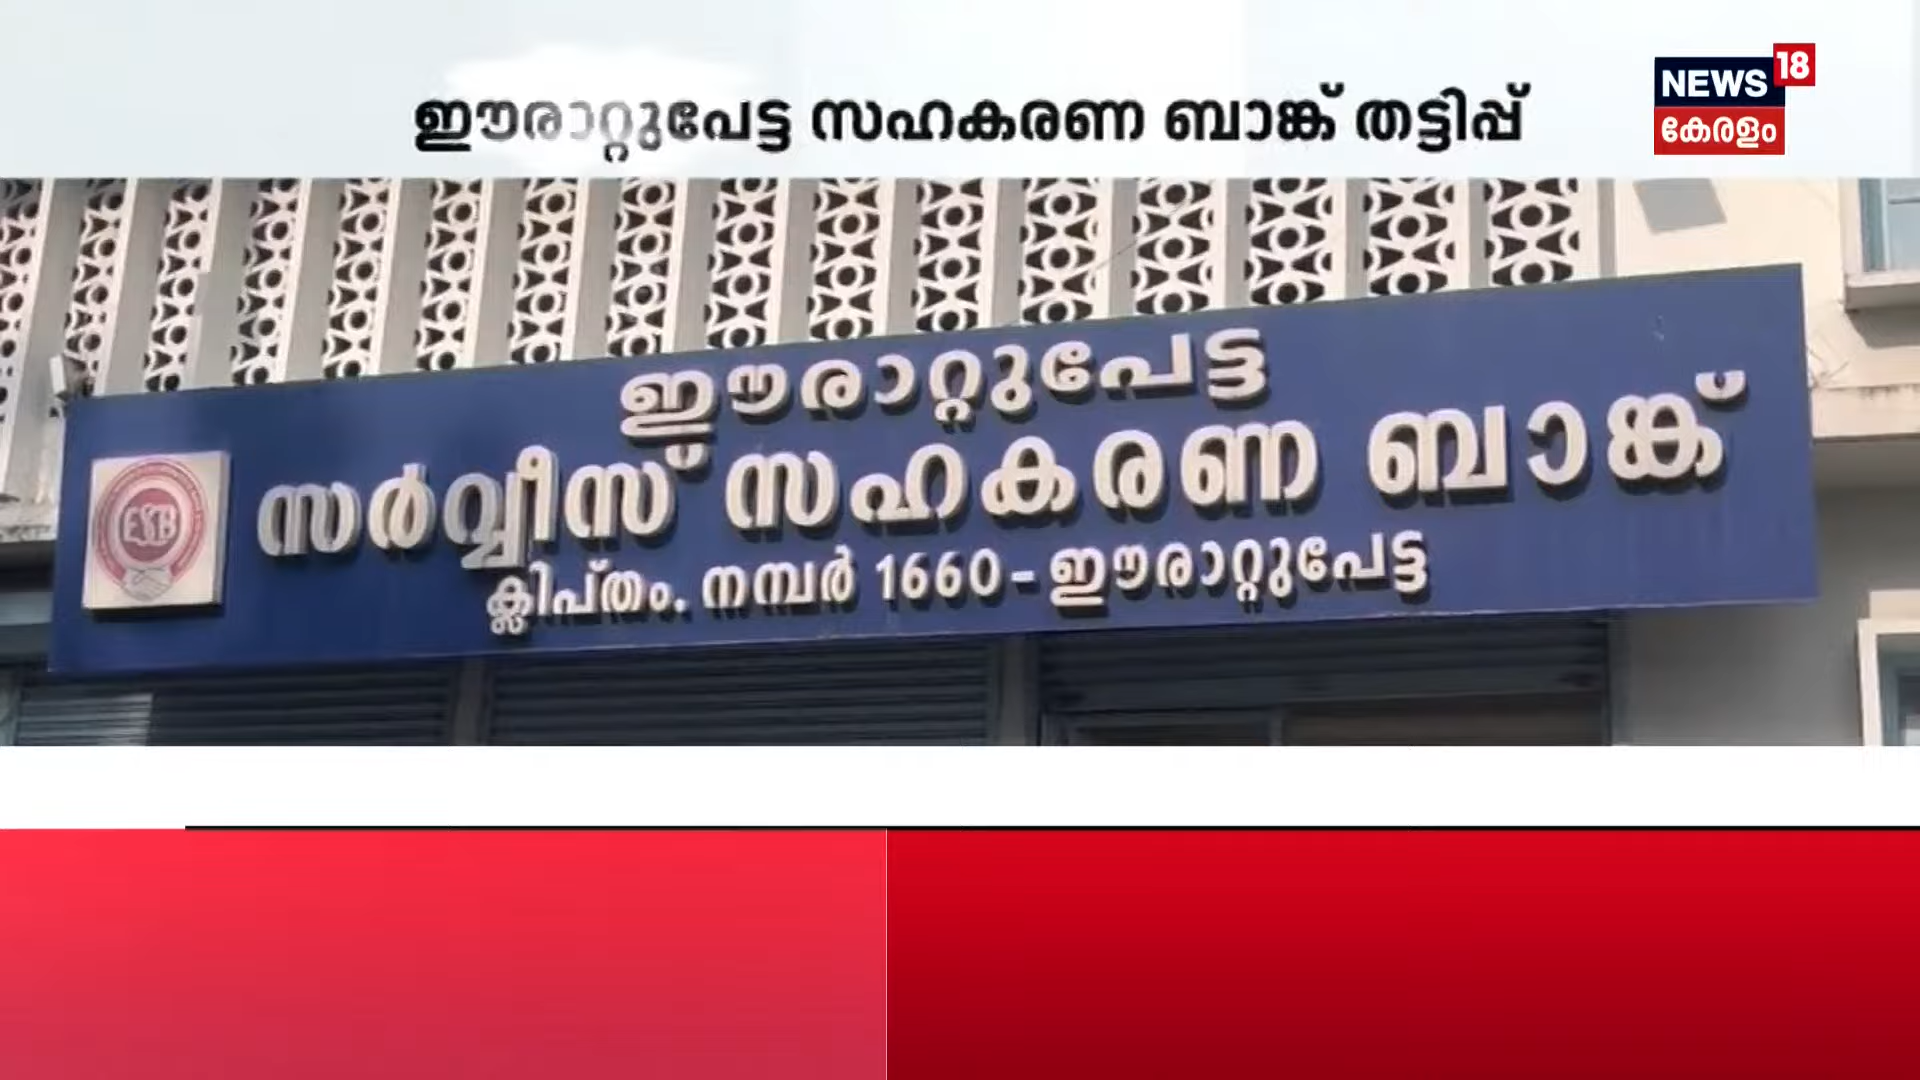 ഈരാറ്റുപേട്ട സഹകരണ ബാങ്ക് തട്ടിപ്പ്
NEWS 18
കേരളം
ഈരാറ്റുപേട്ട
സർവ്വീസ് സഹകരണ ബാങ്ക്
ESB
ക്ലിപ്തം. നമ്പർ 1660 - ഈരാറ്റുപേട്ട